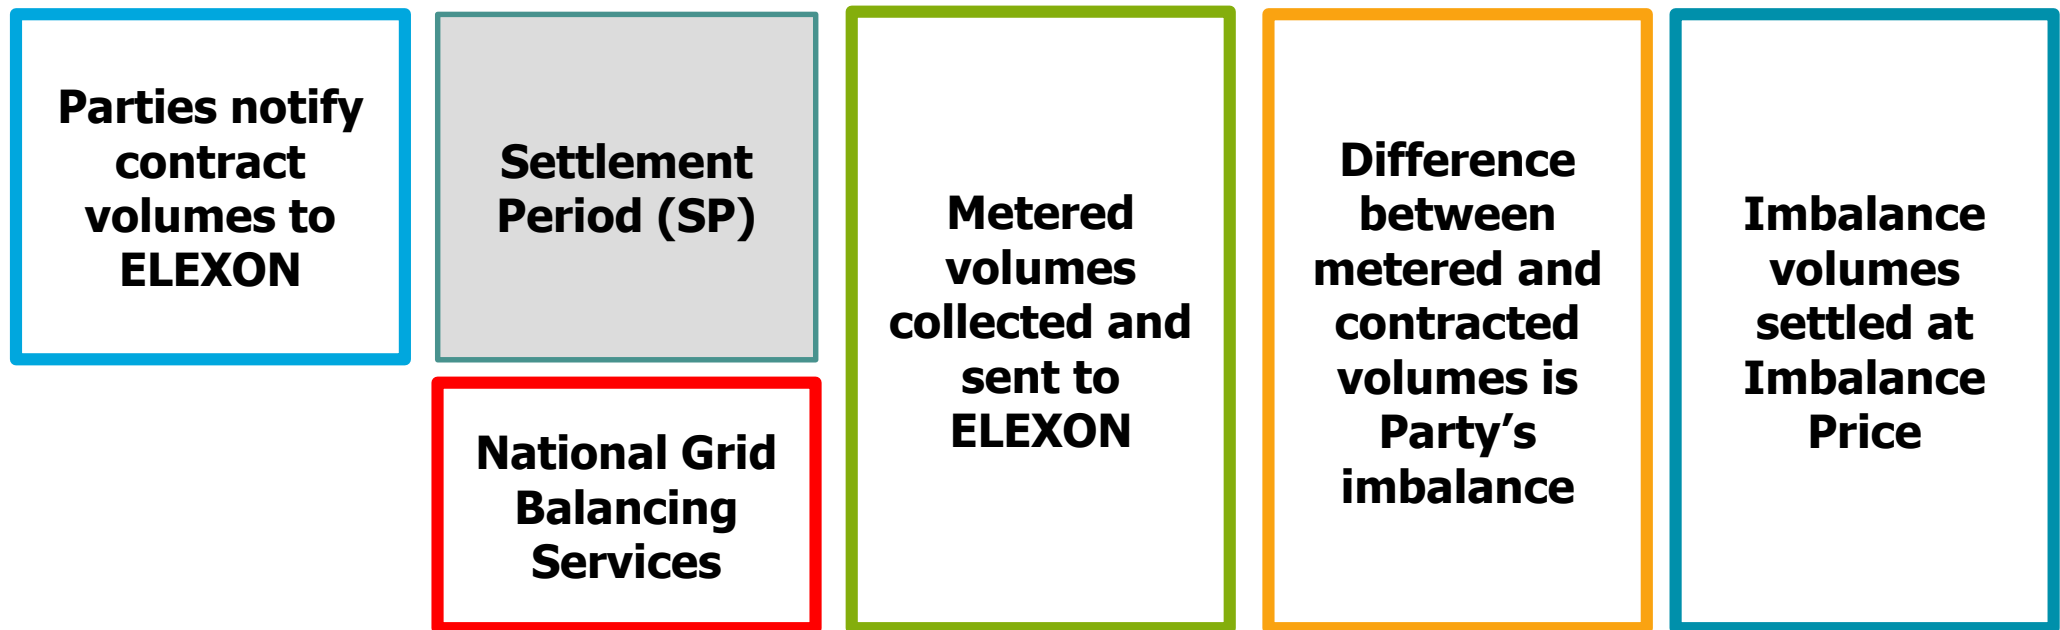 Parties notify
contract
volumes to
ELEXON
Settlement
Period (SP)
National Grid
Balancing
Services
Metered
volumes
collected and
sent to
ELEXON
Difference
between
metered and
contracted
volumes is
Party’s
imbalance
Imbalance
volumes
settled at
Imbalance
Price